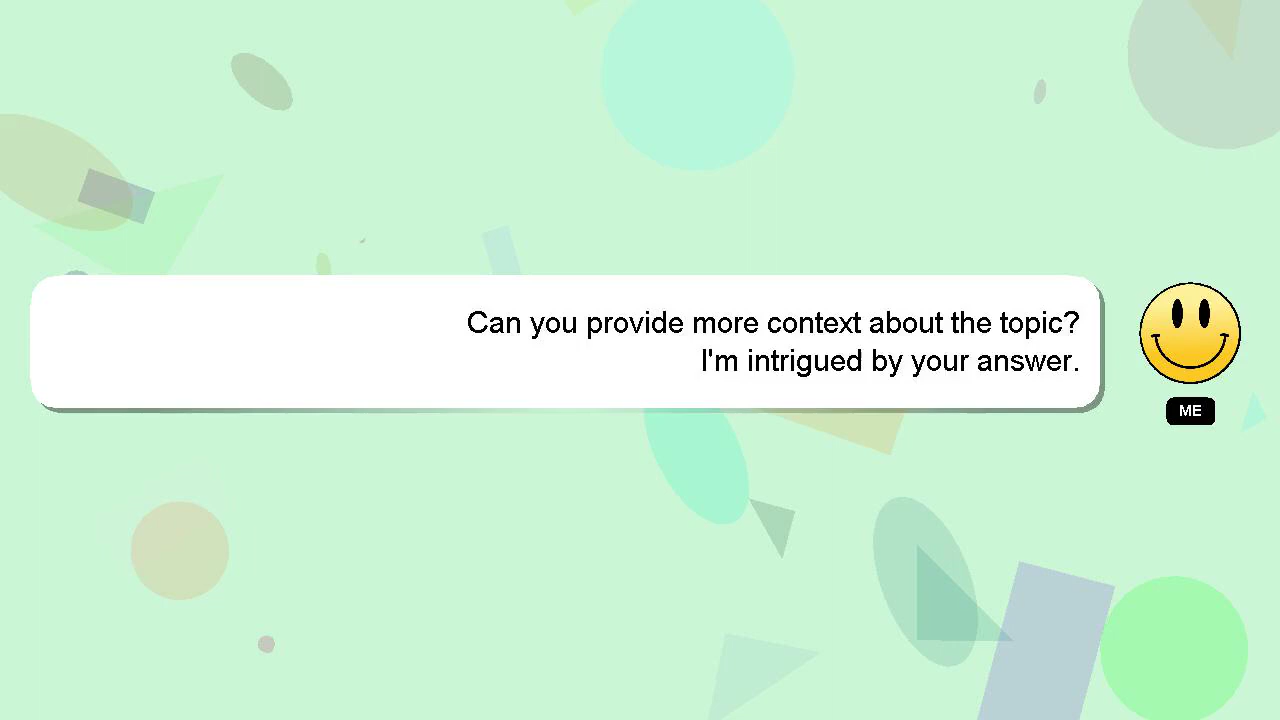 Can you provide more context about the topic?
I'm intrigued by your answer.
ME